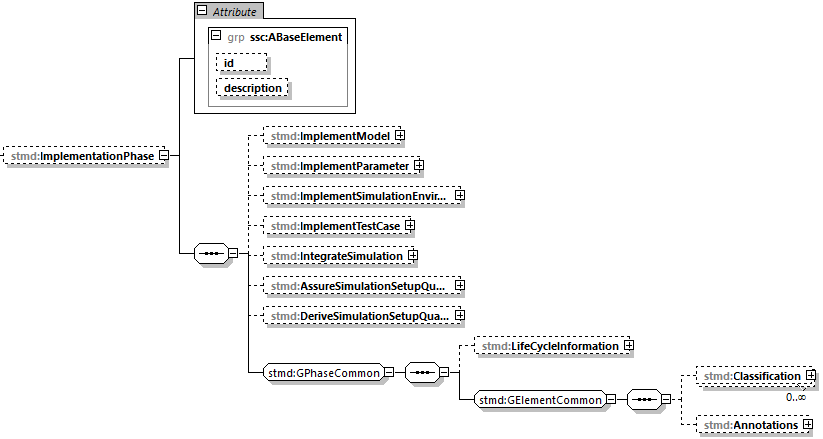 Attribute
grp ssc:ABaseElement
id
description
stmd:ImplementationPhase
stmd:ImplementModel
stmd:ImplementParameter
stmd:ImplementSimulationEnvir...
stmd:ImplementTestCase
stmd:IntegrateSimulation
stmd:AssureSimulationSetupQu...
stmd:DeriveSimulationSetupQua...
stmd:GPhaseCommon
stmd:LifeCycleInformation
stmd:GElementCommon
stmd:Classification
0..∞
stmd:Annotations